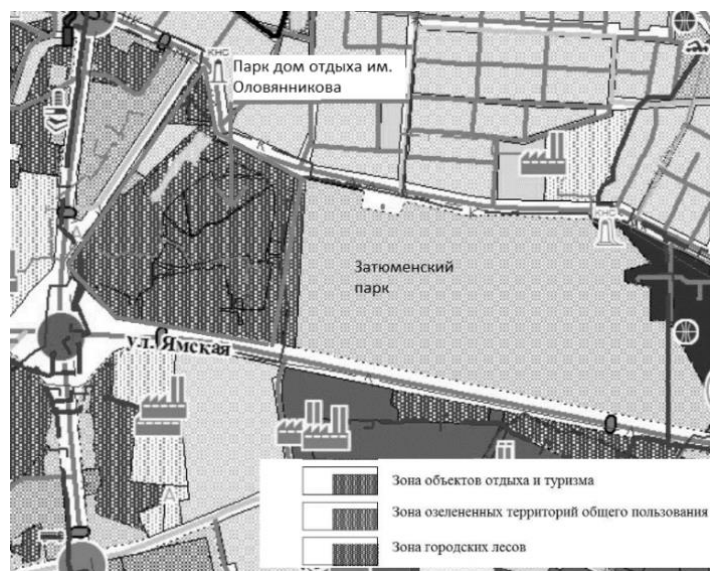 КНС
Парк дом отдыха им.
Оловянникова
К
КНС
К
Затюменский
парк
А
ул. Ямская
А
Зона объектов отдыха и туризма
Зона озелененных территорий общего пользования
Зона городских лесов